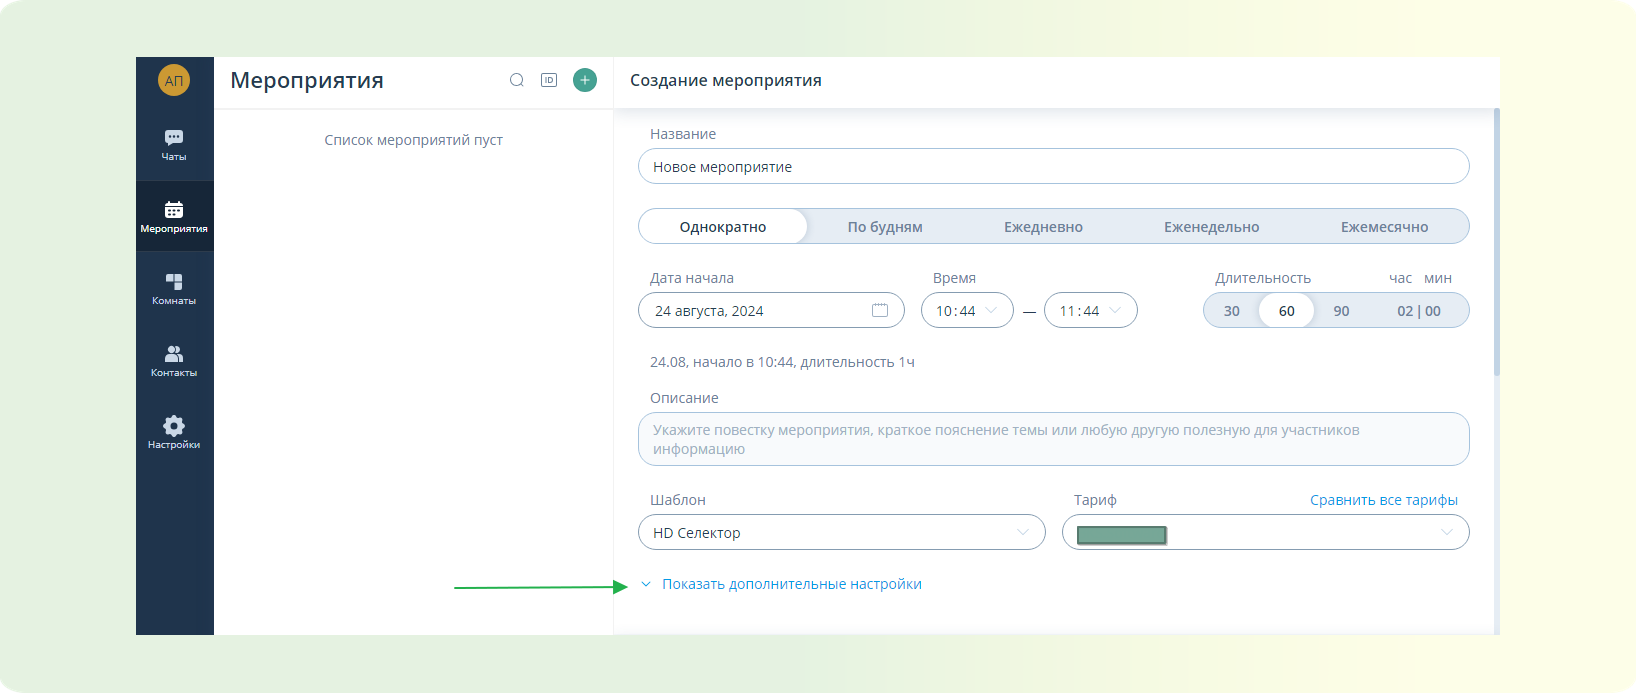 АП
Чаты
Мероприятия
Комнаты
Контакты
Настройки
Мероприятия
ID
Список мероприятий пуст
Создание мероприятия
Название
Новое мероприятие
Однократно По будням Ежедневно Еженедельно Ежемесячно
Дата начала Время Длительность час мин
24 августа, 2024 10:44 — 11:44 30 60 90 02 | 00
24.08, начало в 10:44, длительность 1ч
Описание
Укажите повестку мероприятия, краткое пояснение темы или любую другую полезную для участников
информацию
Шаблон Тариф Сравнить все тарифы
HD Селектор
Показать дополнительные настройки